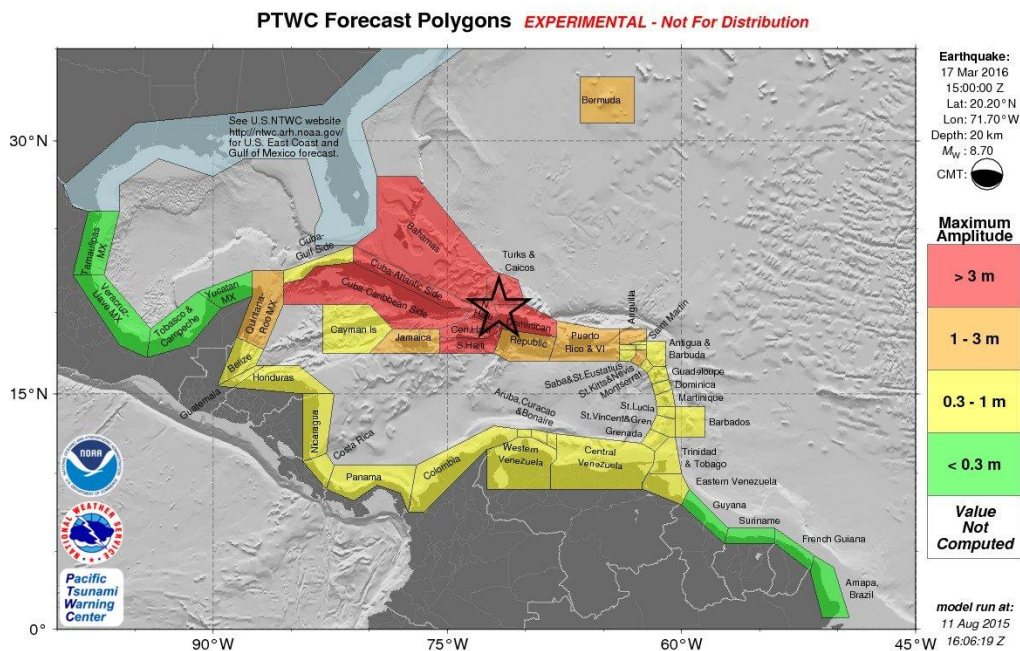 PTWC Forecast Polygons EXPERIMENTAL - Not For Distribution
Earthquake:
17 Mar 2016
15:00:00 Z
Lat: 20.20°N
Lon: 71.70°W
Depth: 20 km
MW : 8.70
CMT:
Maximum
Amplitude
> 3 m
1 - 3 m
0.3 - 1 m
< 0.3 m
Value
Not
Computed
model run at:
11 Aug 2015
16:06:19 Z
30°N
15°N
0°
90°W
75°W
60°W
45°W
See U.S.NTWC website
http://ntwc.arh.noaa.gov/
for U.S. East Coast and
Gulf of Mexico forecast.
Bermuda
Bahamas
Turks &
Caicos
Cuba-
Gulf Side
Cuba Atlantic Side
Cuba Caribbean Side
Tamaulipas
MX
Veracruz-
Llave MX
Tobasco &
Campeche
Yucatan
MX
Quintana-
Roo MX
Belize
Cayman Is
Jamaica
Cen.Haiti
S.Haiti
Republic
Puerto
Rico & VI
Anguilla
Saint Martin
Antigua &
Barbuda
Saba&St.Eustatius
St.Kitts&Nevis
Montserrat
Guadeloupe
Dominica
Martinique
St.Lucia
St.Vincent&Gren
Barbados
Grenada
Aruba,Curacao
&Bonaire
Guatemala
Honduras
Nicaragua
Costa Rica
Panama
Colombia
Western
Venezuela
Central
Venezuela
Trinidad
& Tobago
Eastern Venezuela
Guyana
Suriname
French Guiana
Amapa,
Brazil
NOAA
NATIONAL WEATHER SERVICE
Pacific
Tsunami
Warning
Center